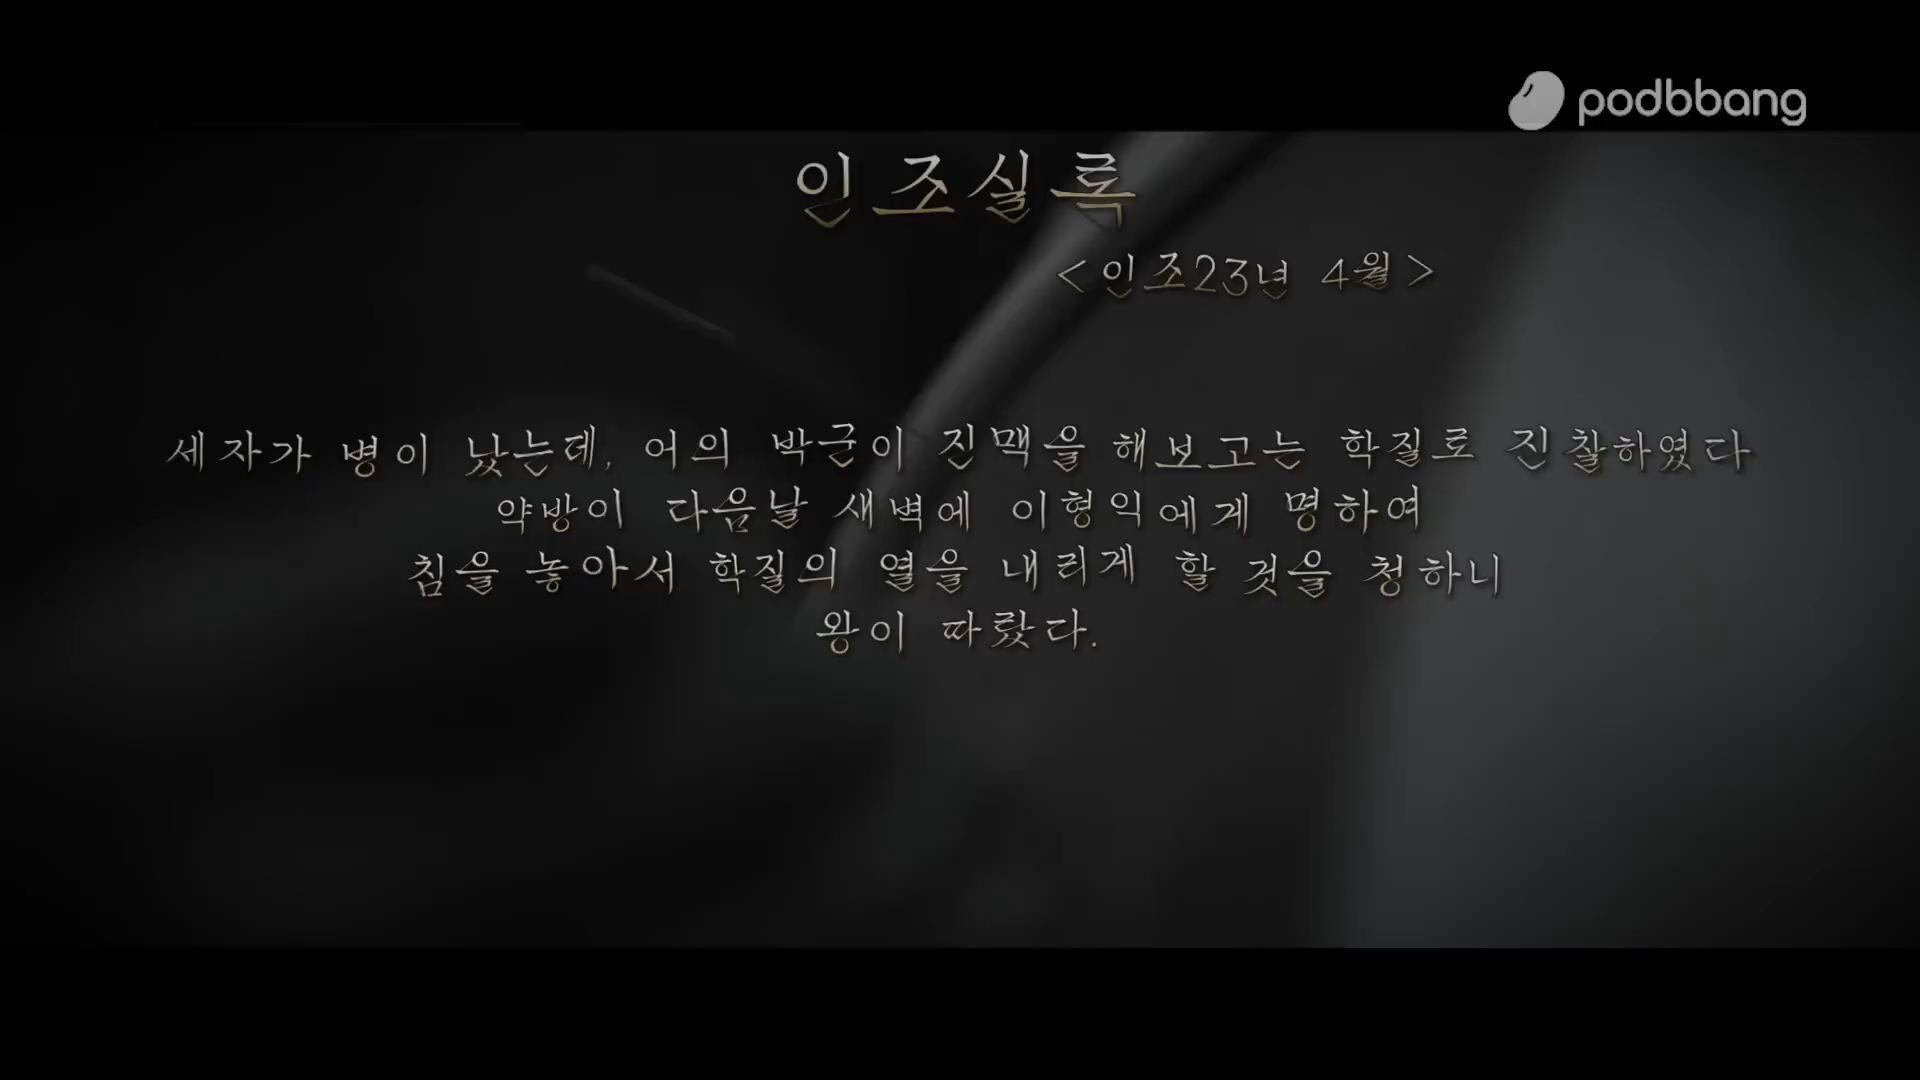 podbbang
인조실록
<인조23년 4월>
세자가 병이 났는데, 어의 박군이 진맥을 해보고는 학질로 진찰하였다
약방이 다음날 새벽에 이형익에게 명하여
침을 놓아서 학질의 열을 내리게 할 것을 청하니
왕이 따랐다.